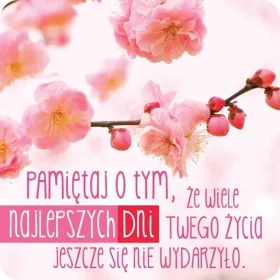 PAMIĘTAJ O TYM, ŻE WIELE
NAJLEPSZYCH DNI TWEGO ŻYCIA
JESZCZE SIĘ NIE WYDARZYŁO.